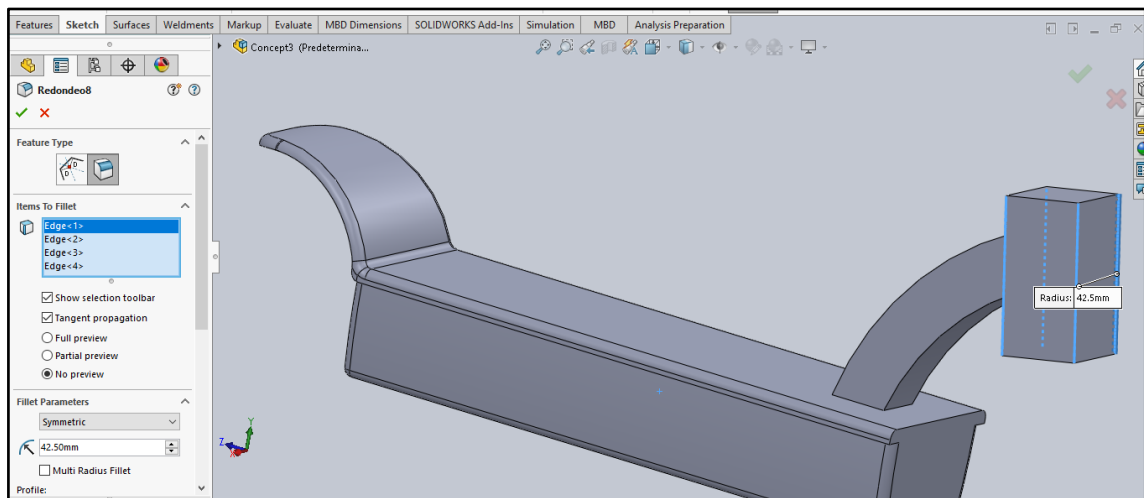 Features Sketch Surfaces Weldments Markup Evaluate MBD Dimensions SOLIDWORKS Add-Ins Simulation MBD Analysis Preparation
Concept3 (Predetermina...
Redondeo8
Feature Type
Items To Fillet
Edge<1>
Edge<2>
Edge<3>
Edge<4>
Show selection toolbar
Tangent propagation
Full preview
Partial preview
No preview
Fillet Parameters
Symmetric
42.50mm
Multi Radius Fillet
Profile:
Radius: 42.5mm
Y
Z